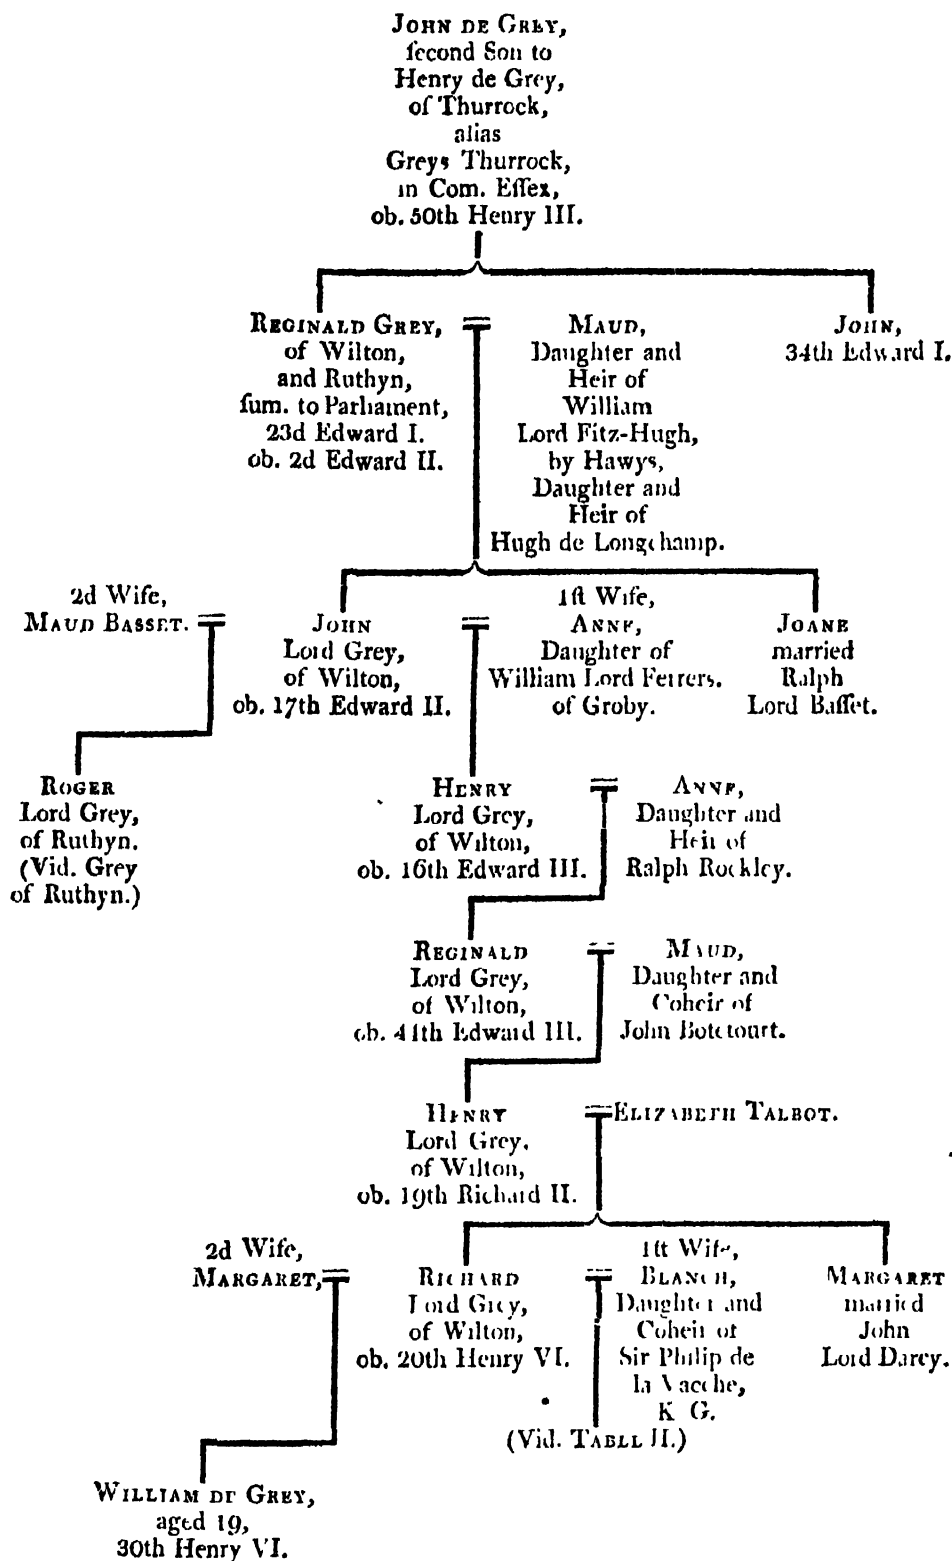 JOHN DE GREY,
ſecond Son to
Henry de Grey,
of Thurrock,
alias
Greys Thurrock,
in Com. Eſſex,
ob. 50th Henry III.
REGINALD GREY,
of Wilton,
and Ruthyn,
ſum. to Parliament,
23d Edward I.
ob. 2d Edward II.
MAUD,
Daughter and
Heir of
William
Lord Fitz-Hugh,
by Hawys,
Daughter and
Heir of
Hugh de Longchamp.
JOHN,
34th Edward I.
2d Wife,
MAUD BASSET.
JOHN
Lord Grey,
of Wilton,
ob. 17th Edward II.
1ſt Wife,
ANNE,
Daughter of
William Lord Ferrers.
of Groby.
JOANE
married
Ralph
Lord Baſſet.
ROGER
Lord Grey,
of Ruthyn.
(Vid. Grey
of Ruthyn.)
HENRY
Lord Grey,
of Wilton,
ob. 16th Edward III.
ANNE,
Daughter and
Heir of
Ralph Rockley.
REGINALD
Lord Grey,
of Wilton,
ob. 44th Edward III.
MAUD,
Daughter and
Coheir of
John Botetourt.
HENRY
Lord Grey.
of Wilton,
ob. 19th Richard II.
ELIZABETH TALBOT.
2d Wife,
MARGARET,
RICHARD
Lord Grey,
of Wilton,
ob. 20th Henry VI.
1ſt Wife,
BLANCH,
Daughter and
Coheir of
Sir Philip de
la Vacche,
K G.
(Vid. TABLE II.)
MARGARET
married
John
Lord Darcy.
WILLIAM DE GREY,
aged 19,
30th Henry VI.